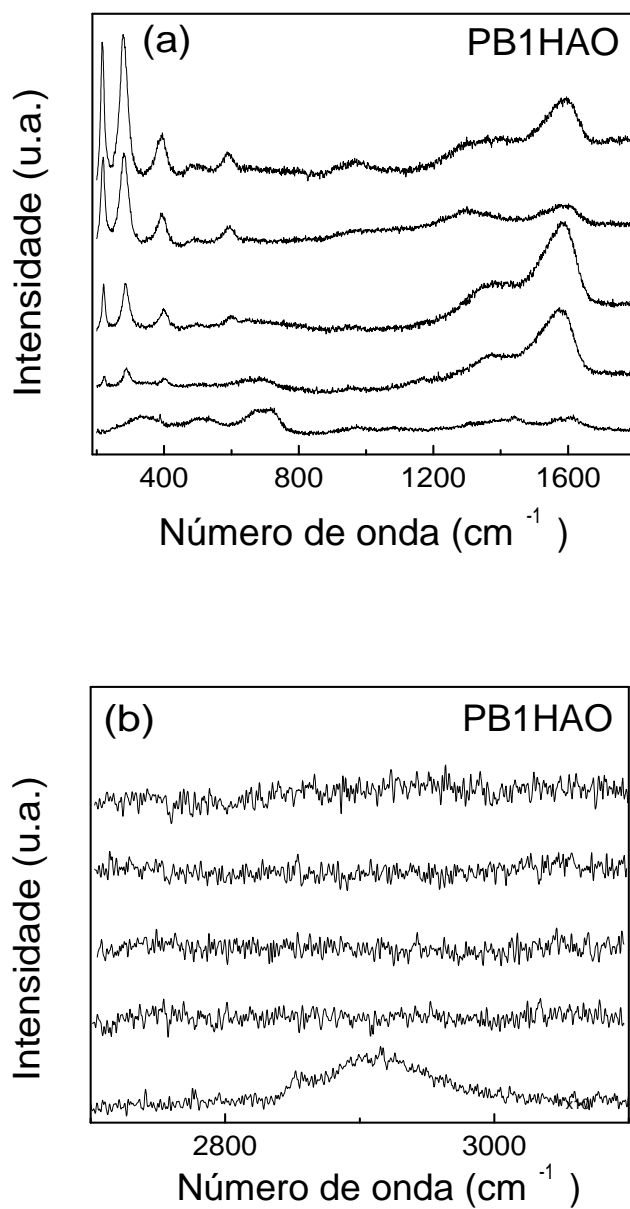 (a) PB1HAO
Intensidade (u.a.)
400 800 1200 1600
Número de onda (cm -1 )
(b) PB1HAO
Intensidade (u.a.)
2800 3000
Número de onda (cm -1 )